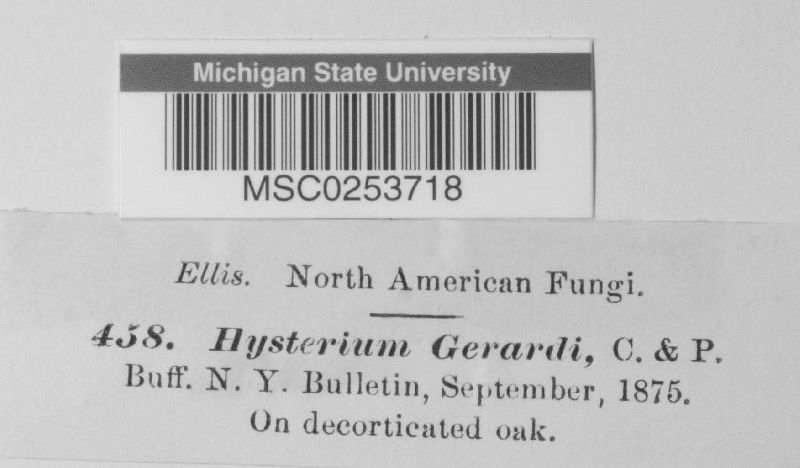 Michigan State University
MSC0253718
Ellis. North American Fungi.
458. Hysterium Gerardi, C. & P.
Buff. N. Y. Bulletin, September, 1875.
On decorticated oak.